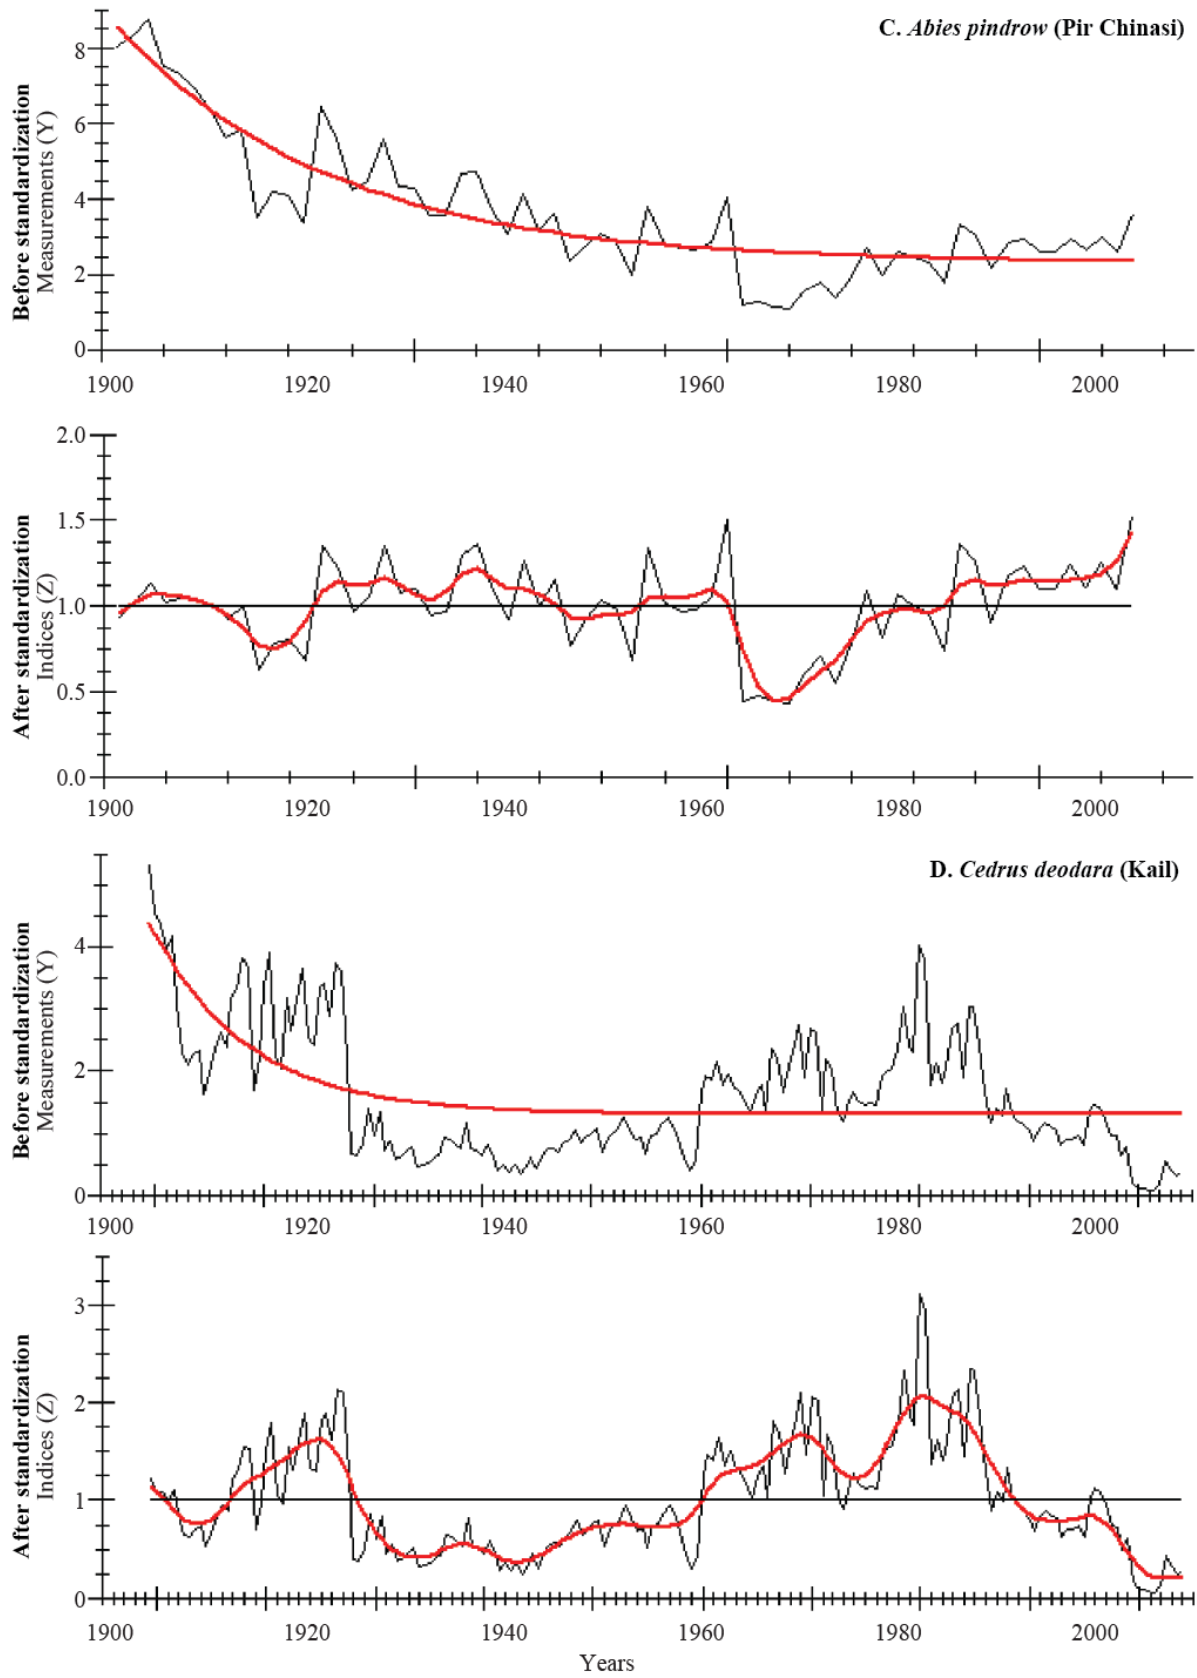 C. Abies pindrow (Pir Chinasi)
Before standardization
Measurements (Y)
8
6
4
2
0
1900 1920 1940 1960 1980 2000
After standardization
Indices (Z)
2.0
1.5
1.0
0.5
0.0
1900 1920 1940 1960 1980 2000
D. Cedrus deodara (Kail)
Before standardization
Measurements (Y)
4
2
0
1900 1920 1940 1960 1980 2000
After standardization
Indices (Z)
3
2
1
0
1900 1920 1940 1960 1980 2000
Years